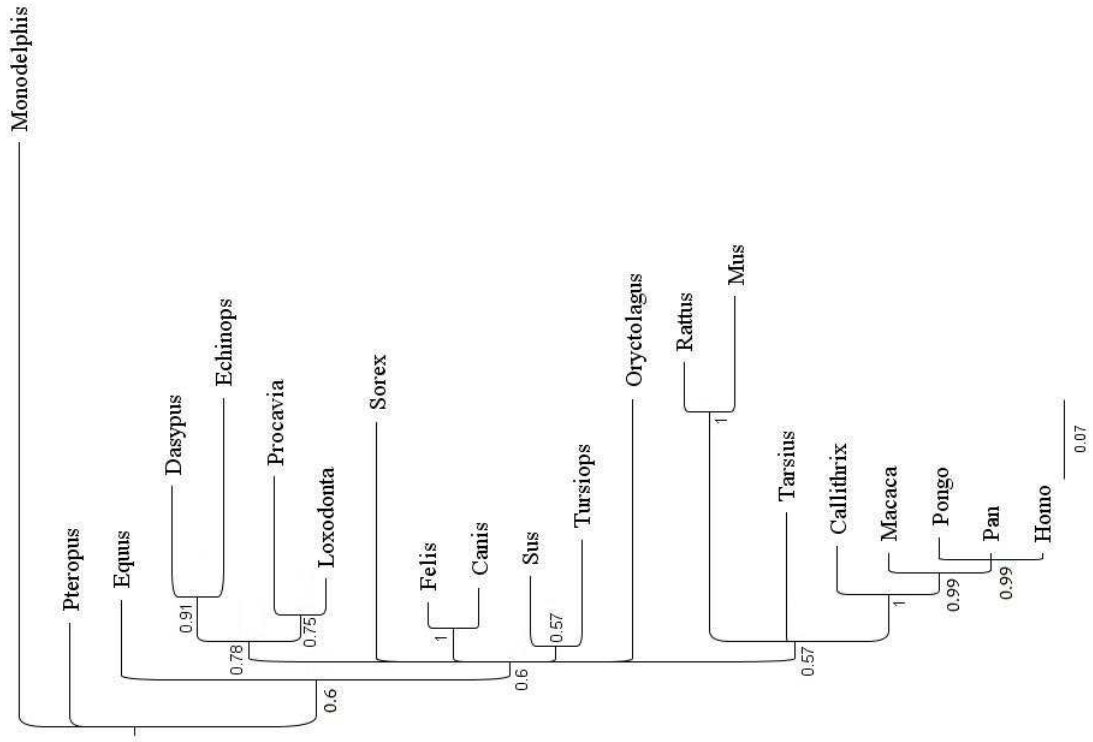 Monodelphis
Pteropus
Equus
Dasypus
Echinops
0.91
Procavia
Loxodonta
0.75
0.78
Sorex
Felis
Canis
1
Sus
Tursiops
0.57
Oryctolagus
Rattus
Mus
1
Tarsius
Callithrix
Macaca
Pongo
Pan
Homo
0.99
0.99
1
0.57
0.6
0.6
0.07